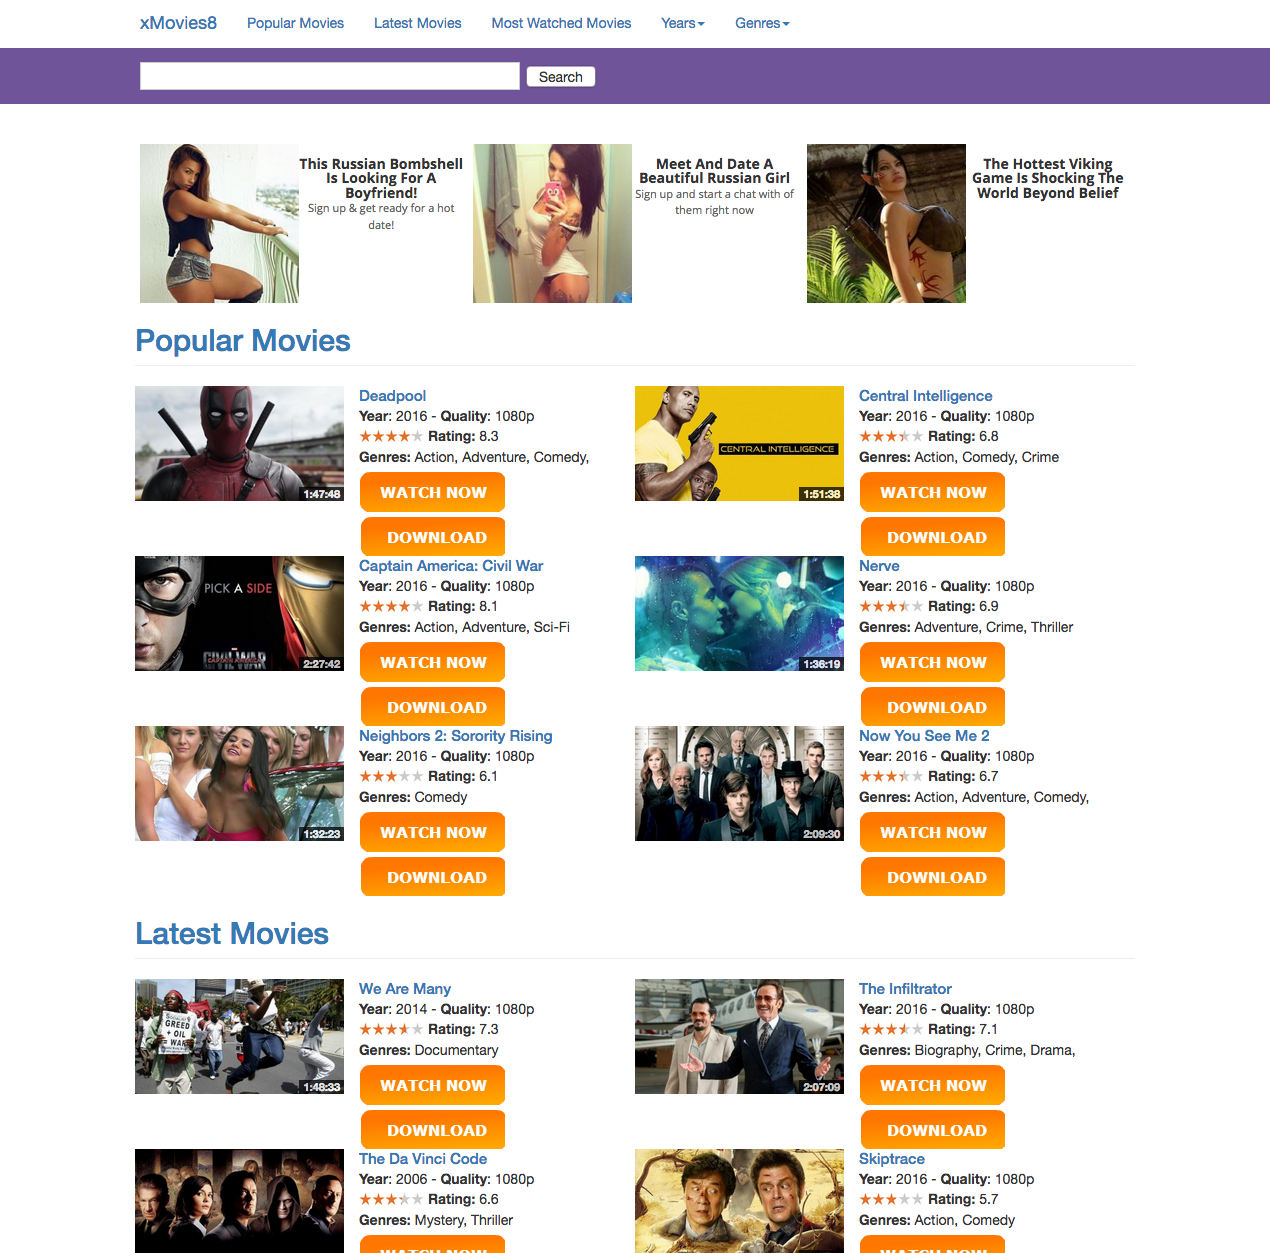 xMovies8 Popular Movies Latest Movies Most Watched Movies Years Genres
Search
This Russian Bombshell
Is Looking For A
Boyfriend!
Sign up & get ready for a hot
date!
Meet And Date A
Beautiful Russian Girl
Sign up and start a chat with of
them right now
The Hottest Viking
Game Is Shocking The
World Beyond Belief
Popular Movies
1:47:48
Deadpool
Year: 2016 - Quality: 1080p
Rating: 8.3
Genres: Action, Adventure, Comedy,
WATCH NOW
DOWNLOAD
CENTRAL INTELLIGENCE
1:51:38
Central Intelligence
Year: 2016 - Quality: 1080p
Rating: 6.8
Genres: Action, Comedy, Crime
WATCH NOW
DOWNLOAD
PICK A SIDE
CIVIL WAR
CAPTAIN AMERICA
2:27:42
Captain America: Civil War
Year: 2016 - Quality: 1080p
Rating: 8.1
Genres: Action, Adventure, Sci-Fi
WATCH NOW
DOWNLOAD
1:36:19
Nerve
Year: 2016 - Quality: 1080p
Rating: 6.9
Genres: Adventure, Crime, Thriller
WATCH NOW
DOWNLOAD
1:32:23
Neighbors 2: Sorority Rising
Year: 2016 - Quality: 1080p
Rating: 6.1
Genres: Comedy
WATCH NOW
DOWNLOAD
2:09:30
Now You See Me 2
Year: 2016 - Quality: 1080p
Rating: 6.7
Genres: Action, Adventure, Comedy,
WATCH NOW
DOWNLOAD
Latest Movies
GREED
+ OIL
= WAR
1:48:33
We Are Many
Year: 2014 - Quality: 1080p
Rating: 7.3
Genres: Documentary
WATCH NOW
DOWNLOAD
2:07:09
The Infiltrator
Year: 2016 - Quality: 1080p
Rating: 7.1
Genres: Biography, Crime, Drama,
WATCH NOW
DOWNLOAD
The Da Vinci Code
Year: 2006 - Quality: 1080p
Rating: 6.6
Genres: Mystery, Thriller
WATCH NOW
Skiptrace
Year: 2016 - Quality: 1080p
Rating: 5.7
Genres: Action, Comedy
WATCH NOW